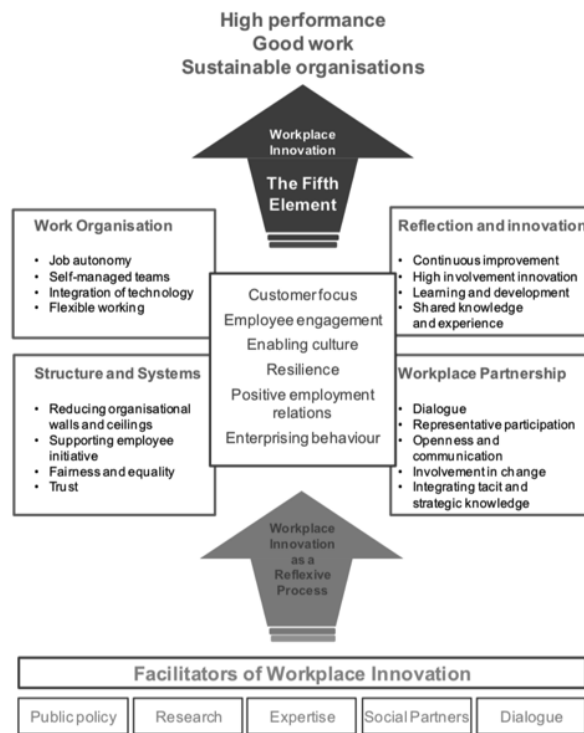 High performance
Good work
Sustainable organisations
Workplace
Innovation
The Fifth
Element
Work Organisation
• Job autonomy
• Self-managed teams
• Integration of technology
• Flexible working
Reflection and innovation
• Continuous improvement
• High involvement innovation
• Learning and development
• Shared knowledge
and experience
Customer focus
Employee engagement
Enabling culture
Resilience
Positive employment
relations
Enterprising behaviour
Structure and Systems
• Reducing organisational
walls and ceilings
• Supporting employee
initiative
• Fairness and equality
• Trust
Workplace Partnership
• Dialogue
• Representative participation
• Openness and
communication
• Involvement in change
• Integrating tacit and
strategic knowledge
Workplace
Innovation
as a
Reflexive
Process
Facilitators of Workplace Innovation
Public policy
Research
Expertise
Social Partners
Dialogue